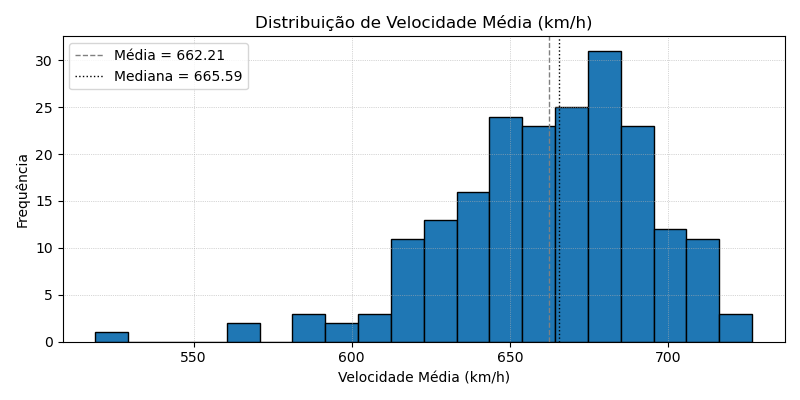 Distribuição de Velocidade Média (km/h)
Média = 662.21
Mediana = 665.59
Frequência
30
25
20
15
10
5
0
550
600
650
700
Velocidade Média (km/h)